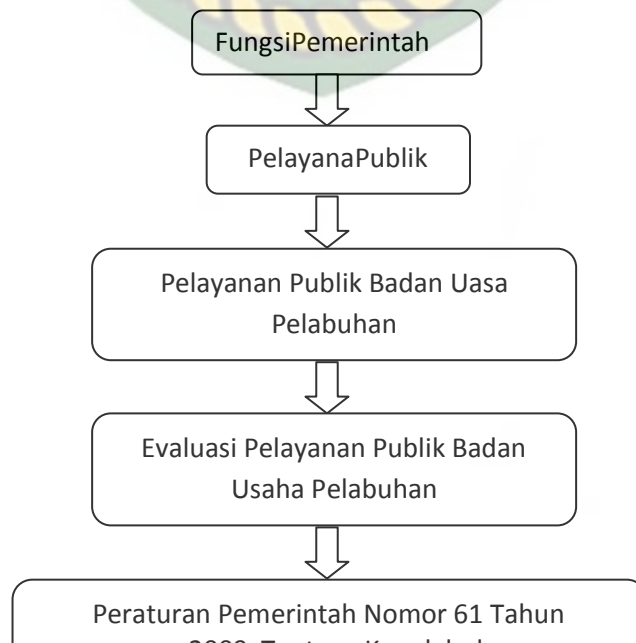 FungsiPemerintah
PelayanaPublik
Pelayanan Publik Badan Uasa
Pelabuhan
Evaluasi Pelayanan Publik Badan
Usaha Pelabuhan
Peraturan Pemerintah Nomor 61 Tahun